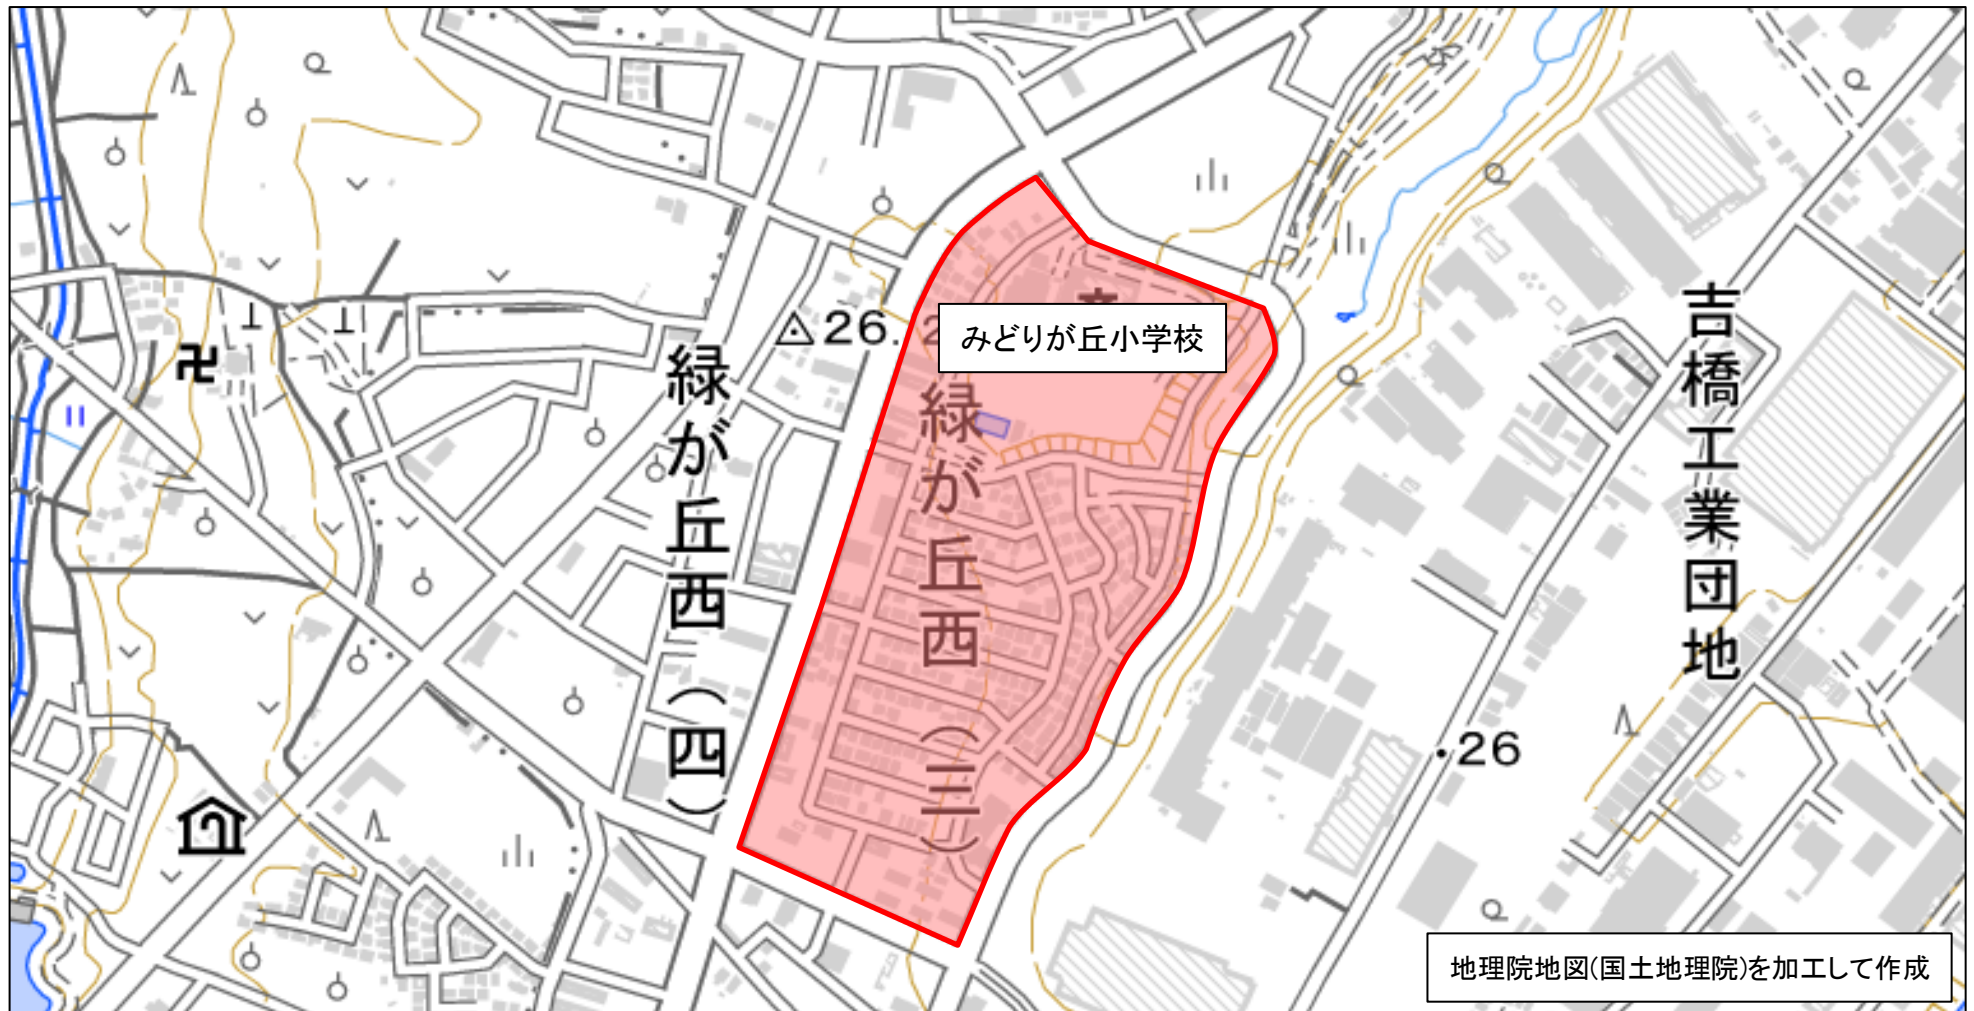 みどりが丘小学校
26.2
緑が丘西(四)
緑が丘西(三)
吉橋工業団地
・26
地理院地図(国土地理院)を加工して作成